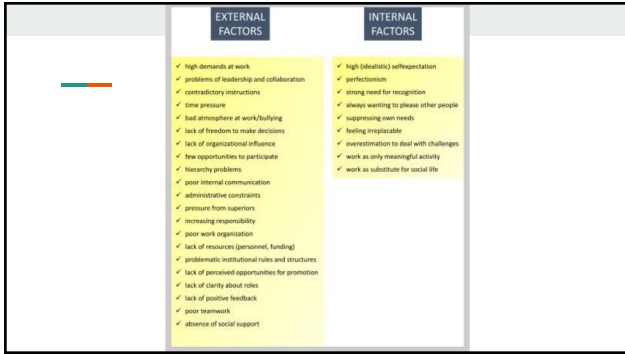 EXTERNAL
FACTORS
✓ high demands at work
✓ problems of leadership and collaboration
✓ contradictory instructions
✓ time pressure
✓ bad atmosphere at work/bullying
✓ lack of freedom to make decisions
✓ lack of organizational influence
✓ few opportunities to participate
✓ hierarchy problems
✓ poor internal communication
✓ administrative constraints
✓ pressure from superiors
✓ increasing responsibility
✓ poor work organization
✓ lack of resources (personnel, funding)
✓ problematic institutional rules and structures
✓ lack of perceived opportunities for promotion
✓ lack of clarity about roles
✓ lack of positive feedback
✓ poor teamwork
✓ absence of social support
INTERNAL
FACTORS
✓ high (idealistic) selfexpectation
✓ perfectionism
✓ strong need for recognition
✓ always wanting to please other people
✓ suppressing own needs
✓ feeling irreplacable
✓ overestimation to deal with challenges
✓ work as only meaningful activity
✓ work as substitute for social life